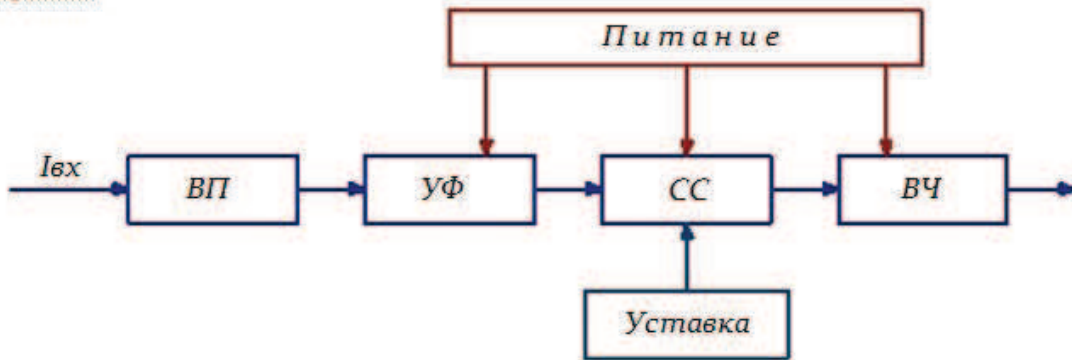 Питание
Iвх
ВП
УФ
СС
ВЧ
Уставка